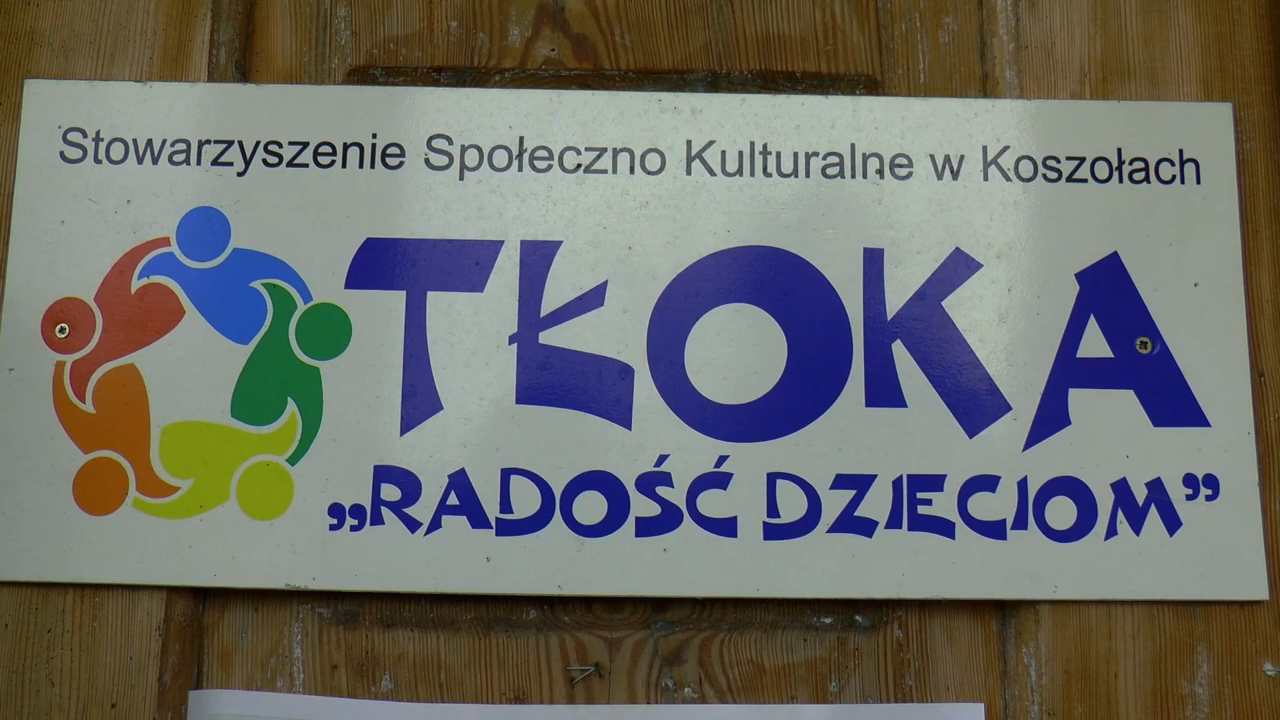 Stowarzyszenie Społeczno Kulturalne w Koszołach
TŁOKA
„RADOŚĆ DZIECIOM”